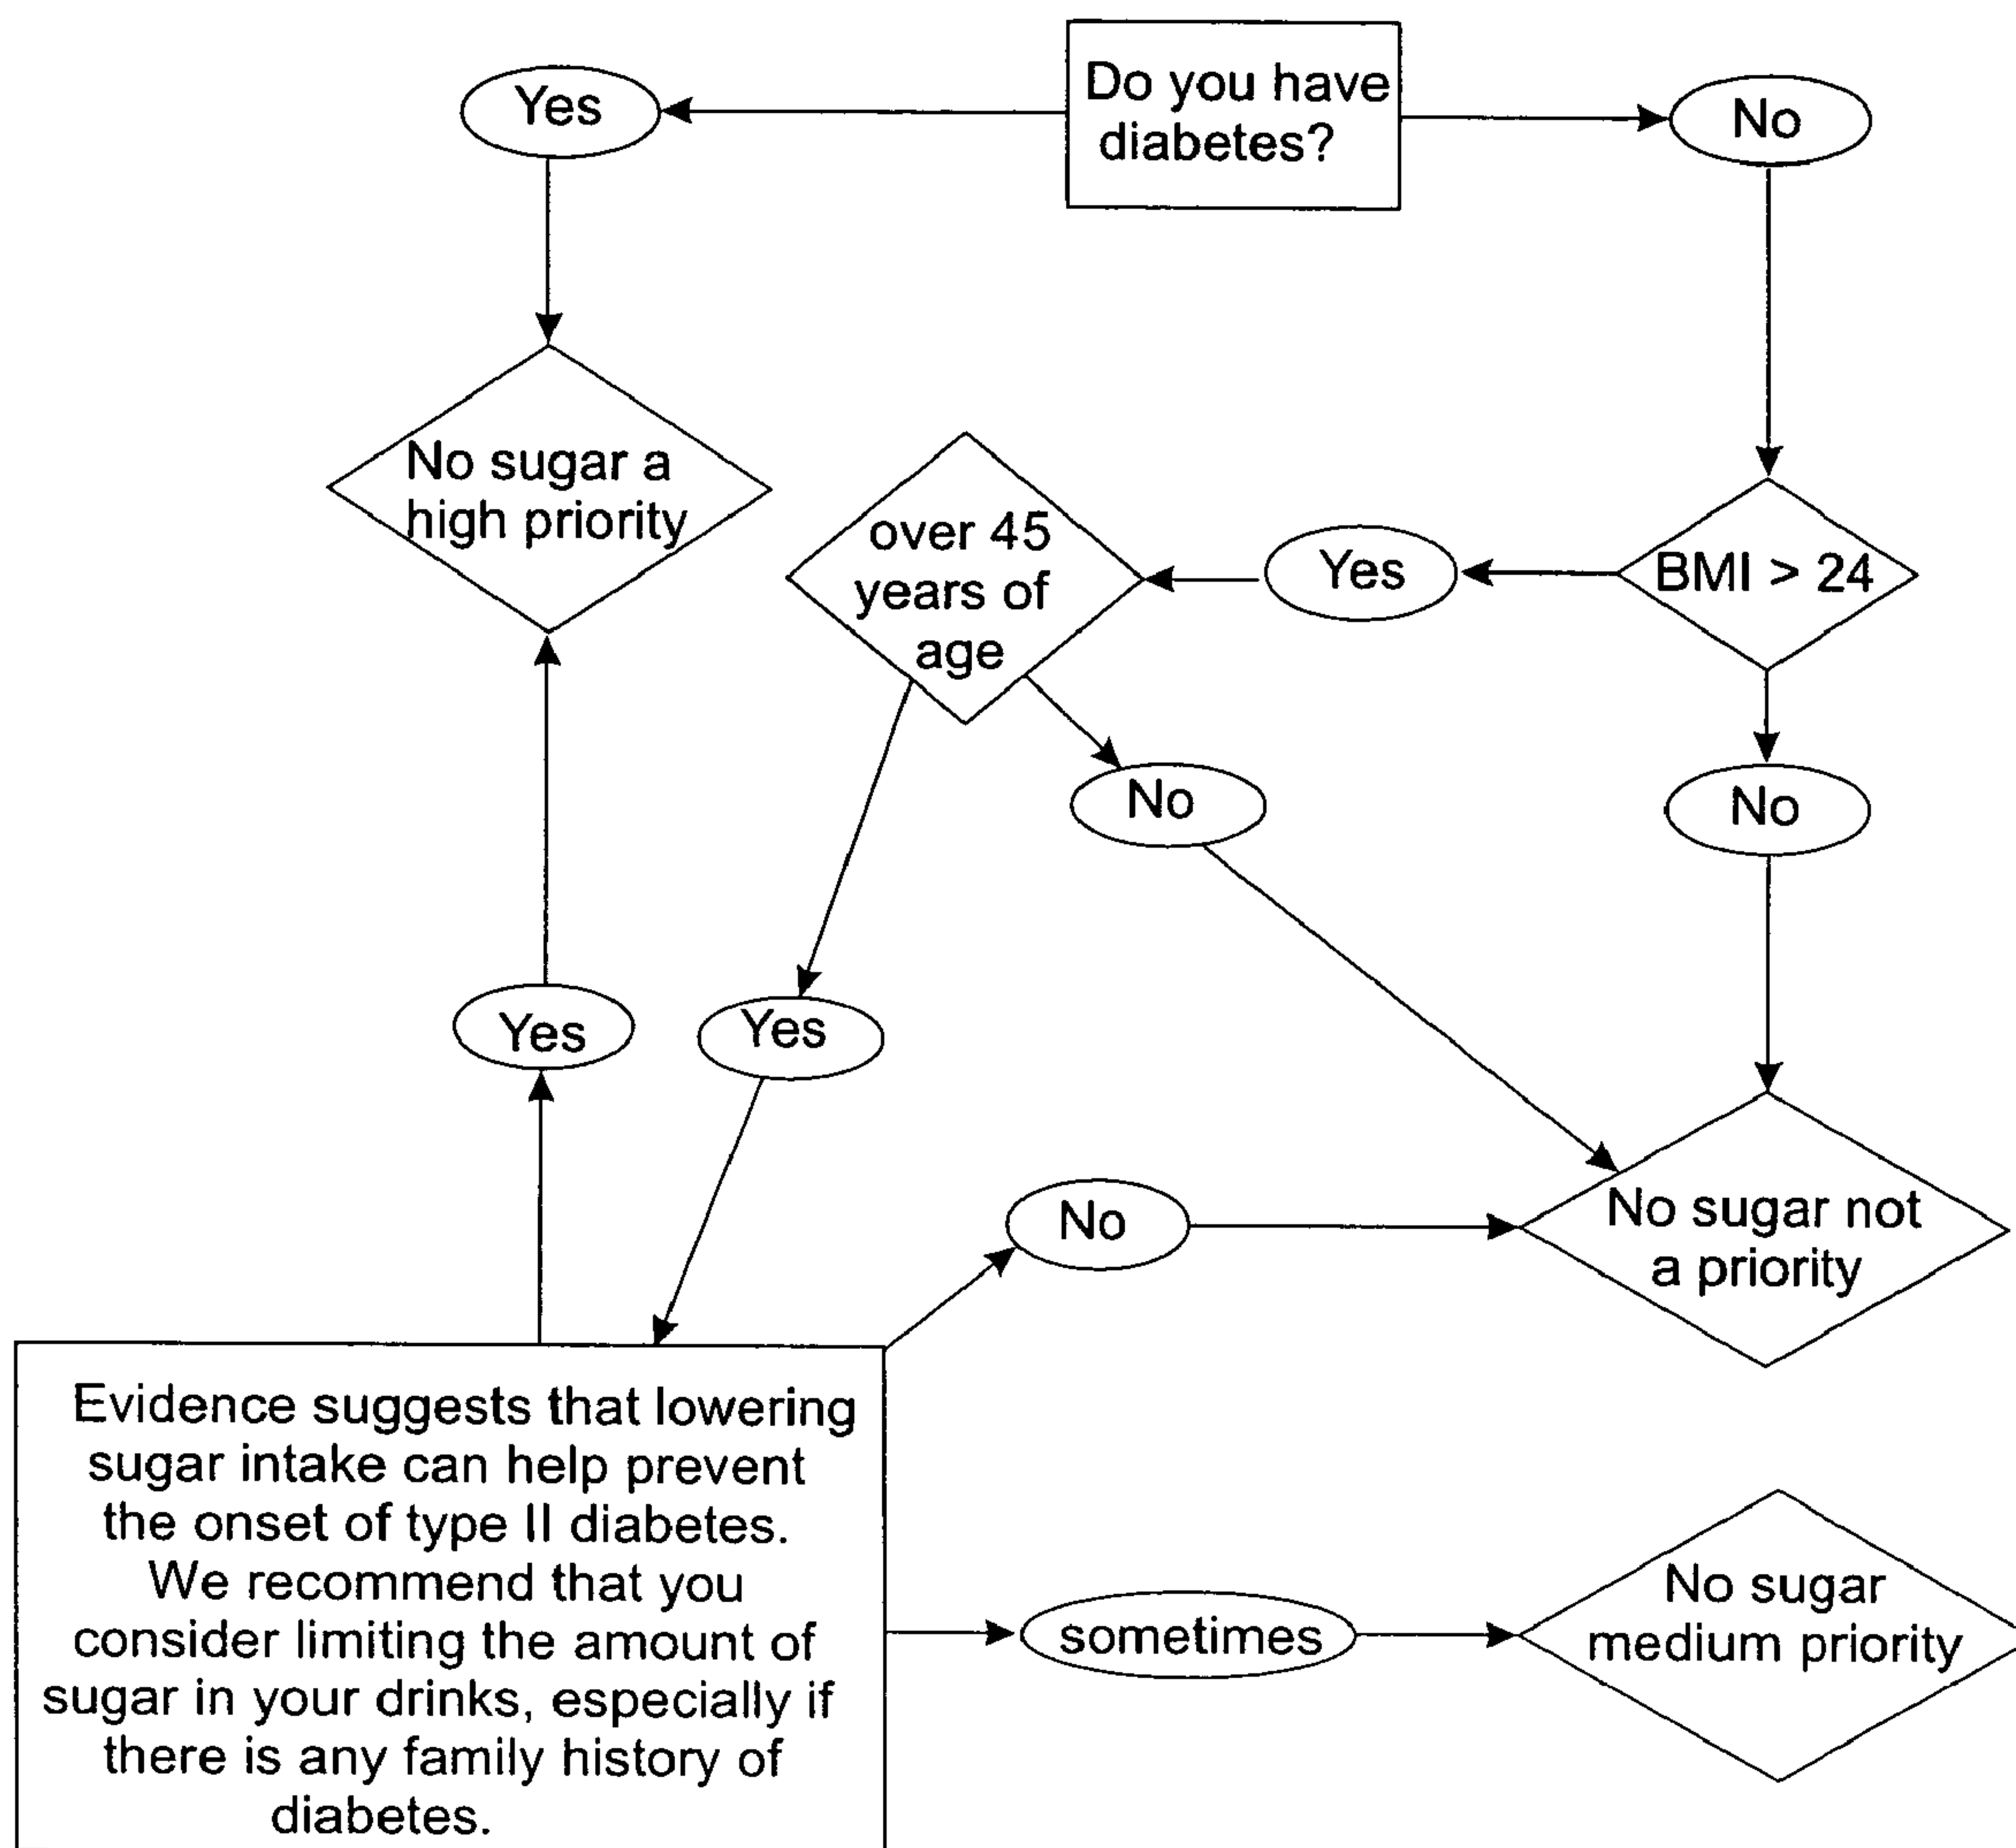 Do you have
diabetes?
Yes
No
No sugar a
high priority
over 45
years of
age
Yes
BMI > 24
No
No
Yes
Yes
No
No sugar not
a priority
Evidence suggests that lowering
sugar intake can help prevent
the onset of type II diabetes.
We recommend that you
consider limiting the amount of
sugar in your drinks, especially if
there is any family history of
diabetes.
sometimes
No sugar
medium priority